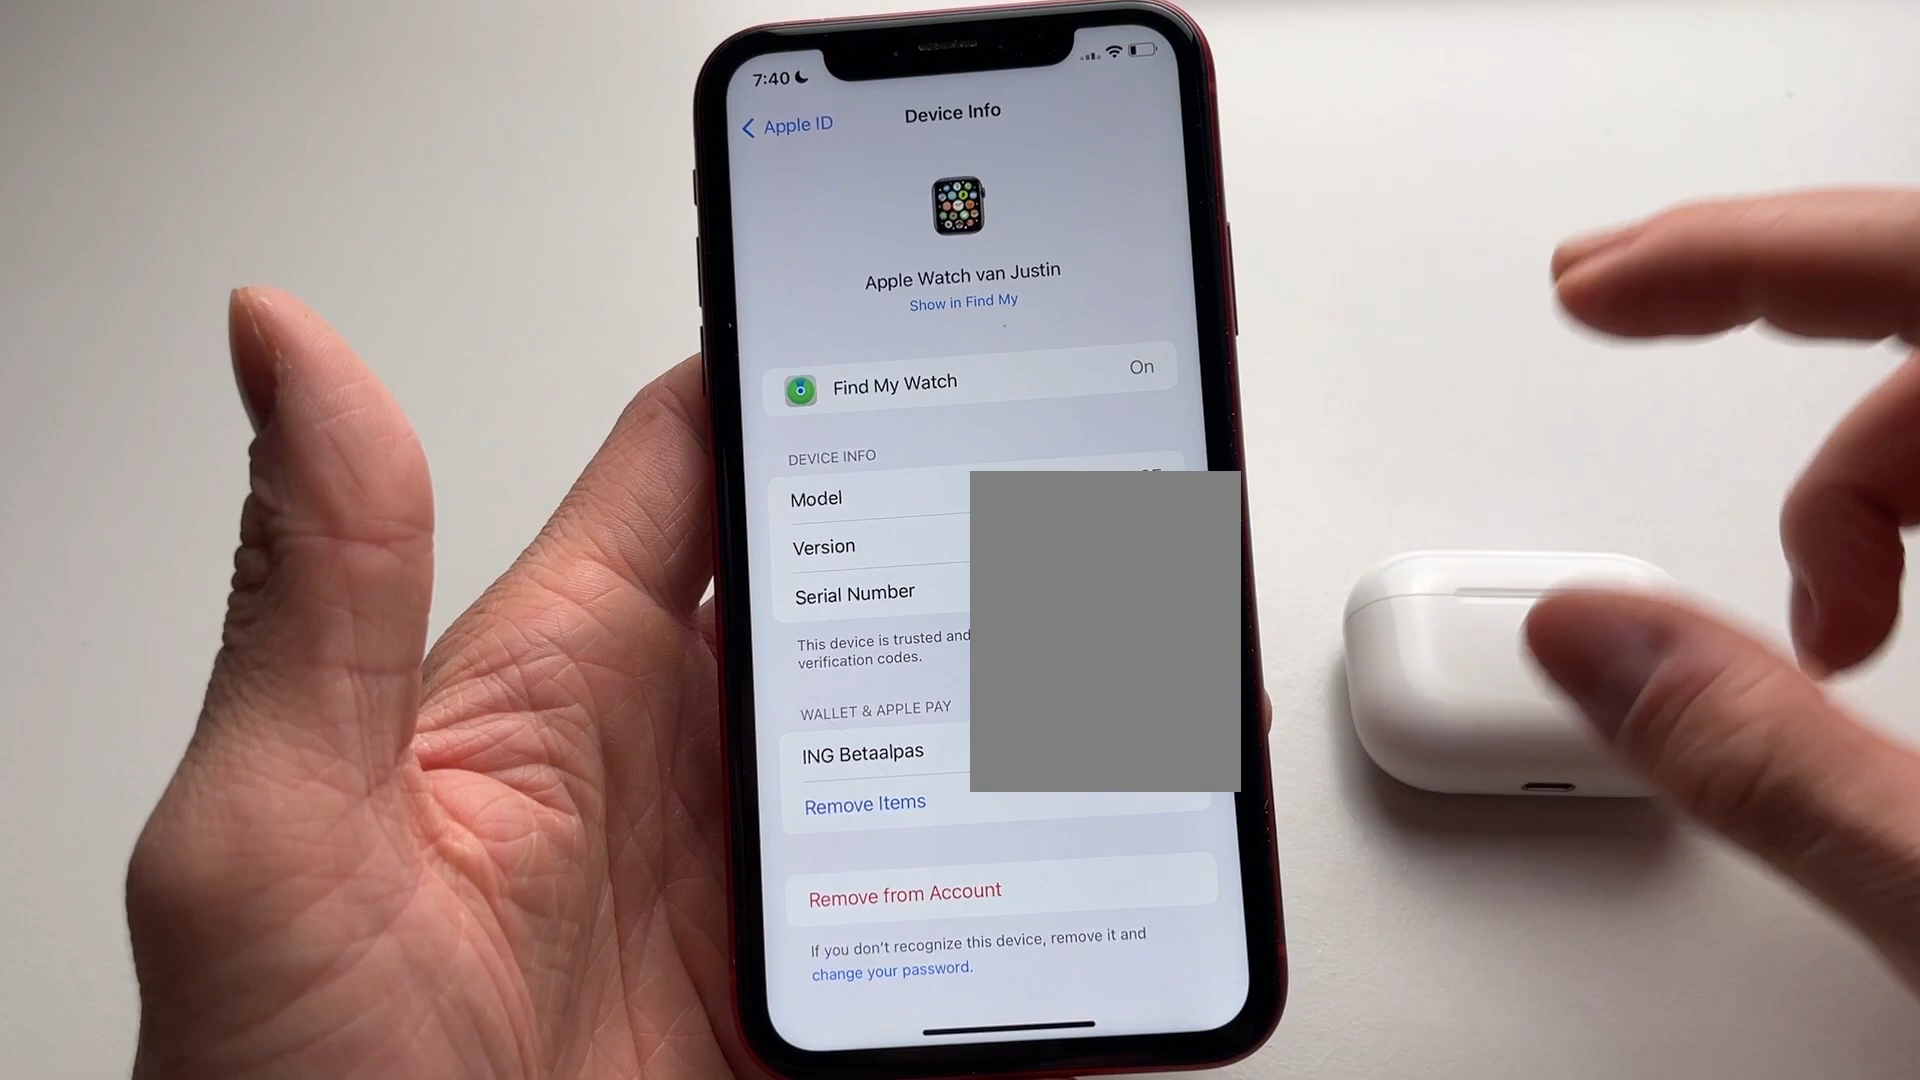 7:40
Apple ID
Device Info
Apple Watch van Justin
Show in Find My
Find My Watch
On
DEVICE INFO
Model
Version
Serial Number
This device is trusted and
verification codes.
WALLET & APPLE PAY
ING Betaalpas
Remove Items
Remove from Account
If you don't recognize this device, remove it and
change your password.